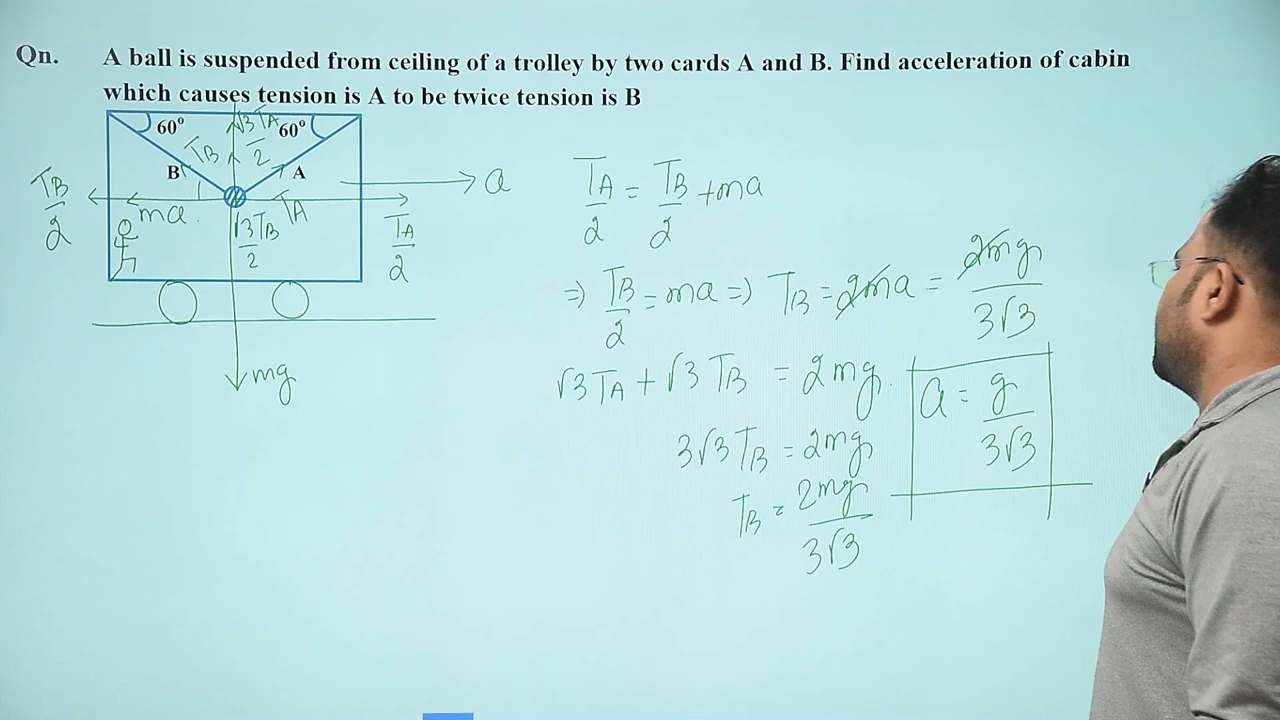 Qn. A ball is suspended from ceiling of a trolley by two cards A and B. Find acceleration of cabin
which causes tension is A to be twice tension is B
60° √3TA/2 60°
TB
B A
TB/2 ma TA TA/2 a
√3TB/2
mg
TA/2 = TB/2 + ma
⇒ TB/2 = ma ⇒ TB = 2ma = 2mg/3√3
√3TA + √3TB = 2mg
3√3TB = 2mg
TB = 2mg/3√3
a = g/3√3